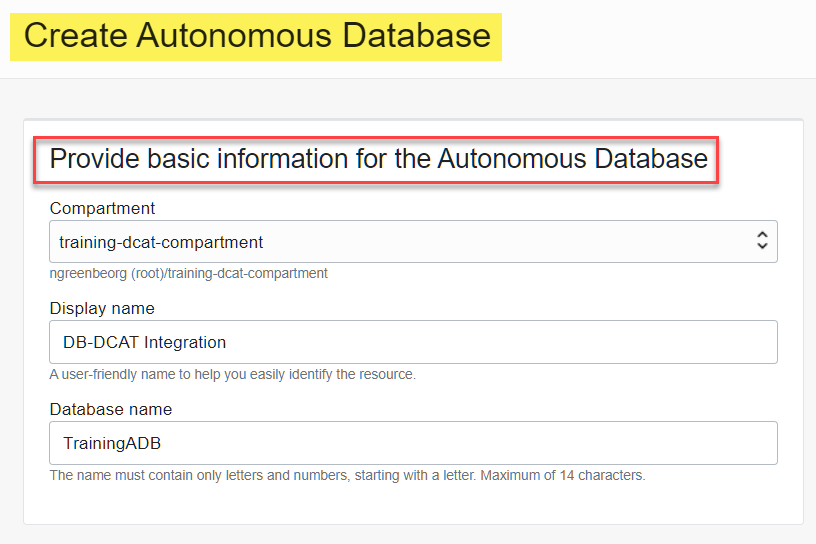 Create Autonomous Database
Provide basic information for the Autonomous Database
Compartment
training-dcat-compartment
ngreenbeorg (root)/training-dcat-compartment
Display name
DB-DCAT Integration
A user-friendly name to help you easily identify the resource.
Database name
TrainingADB
The name must contain only letters and numbers, starting with a letter. Maximum of 14 characters.